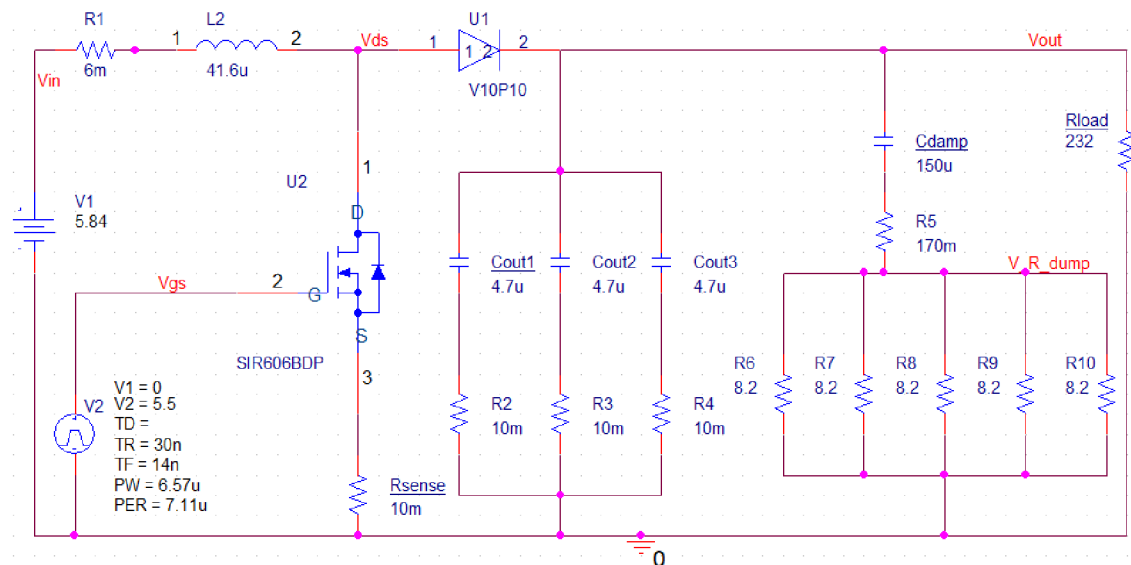 R1
6m
L2
1
2
41.6u
Vin
Vds
U1
1
1 2
2
V10P10
Vout
Rload
232
Cdamp
150u
V1
5.84
U2
1
D
R5
170m
V_R_dump
Vgs
2
G
S
SIR606BDP
3
Cout1
4.7u
Cout2
4.7u
Cout3
4.7u
R6
8.2
R7
8.2
R8
8.2
R9
8.2
R10
8.2
V2
V1 = 0
V2 = 5.5
TD =
TR = 30n
TF = 14n
PW = 6.57u
PER = 7.11u
R2
10m
R3
10m
R4
10m
Rsense
10m
0